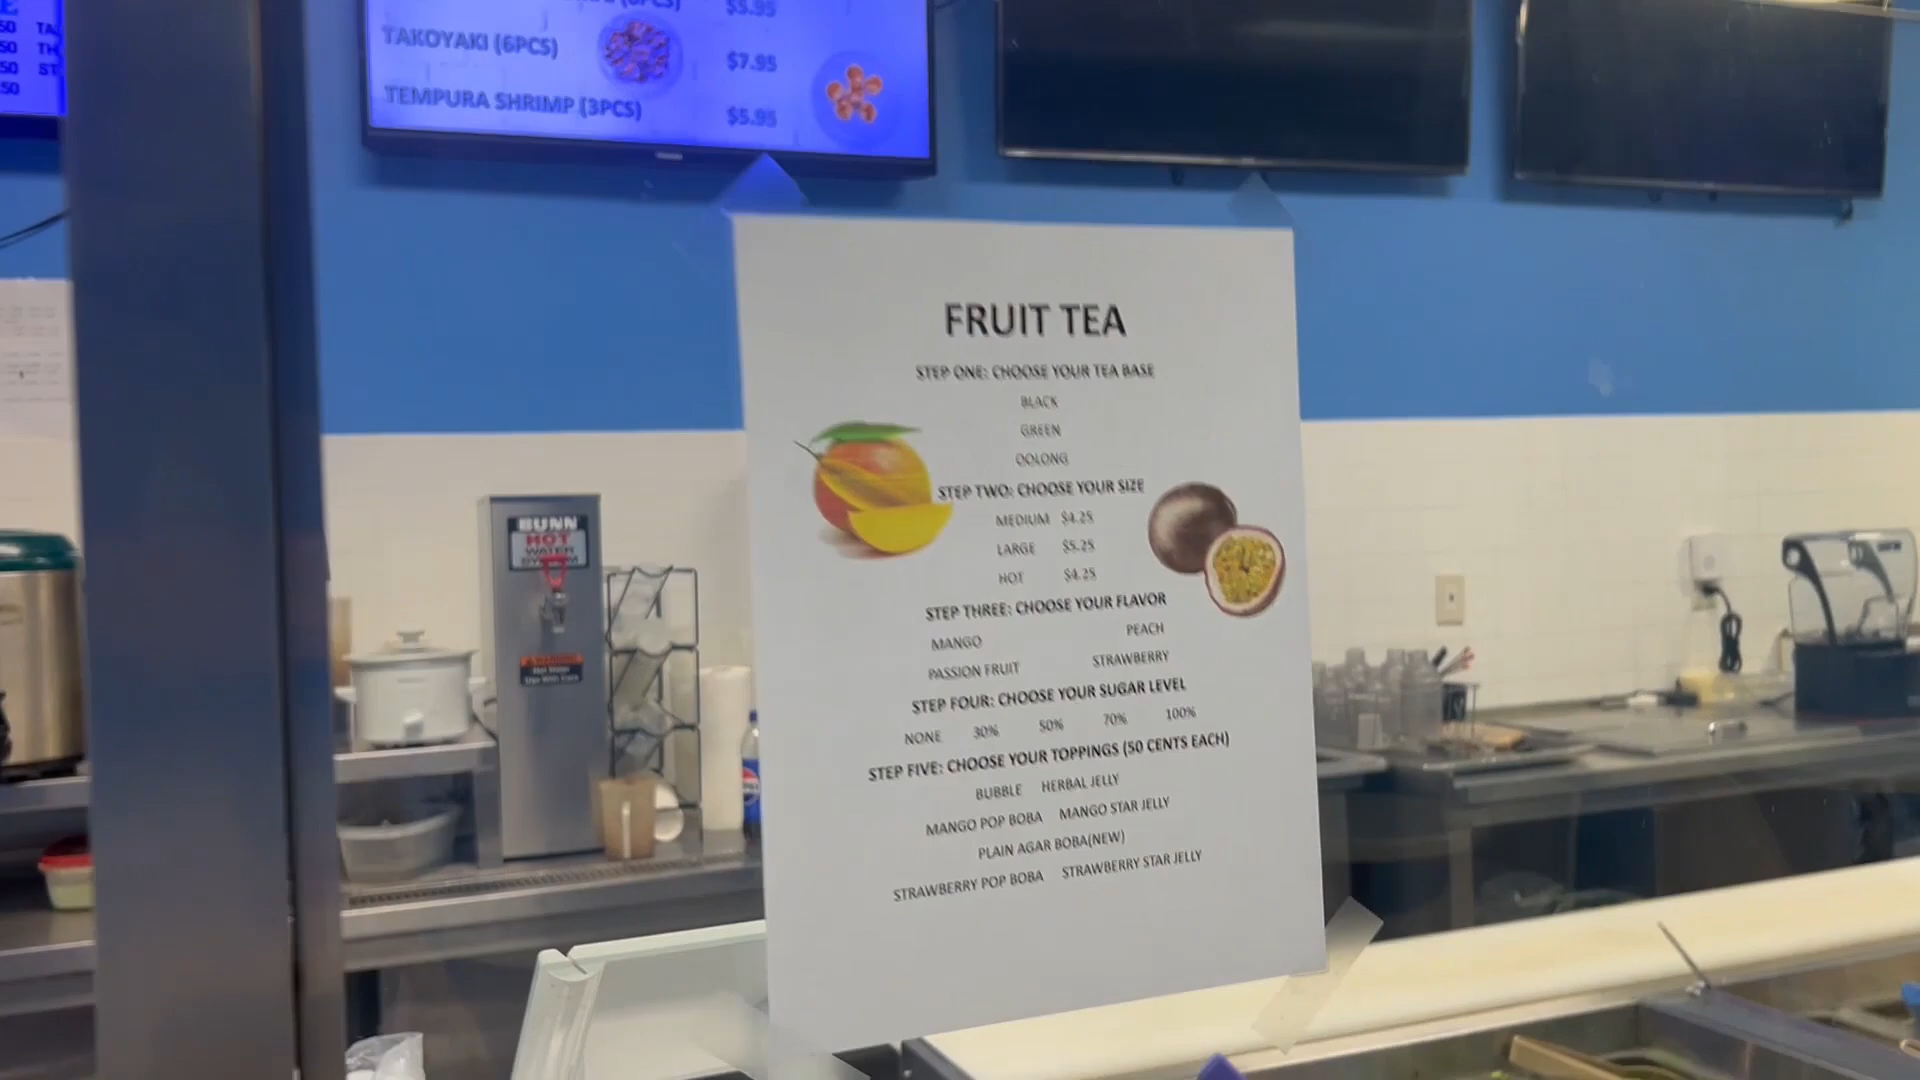 TAKOYAKI (6PCS) $7.95
TEMPURA SHRIMP (3PCS) $5.95
FRUIT TEA
STEP ONE: CHOOSE YOUR TEA BASE
BLACK
GREEN
OOLONG
STEP TWO: CHOOSE YOUR SIZE
MEDIUM $4.25
LARGE $5.25
HOT $4.25
STEP THREE: CHOOSE YOUR FLAVOR
MANGO PEACH
PASSION FRUIT STRAWBERRY
STEP FOUR: CHOOSE YOUR SUGAR LEVEL
NONE 30% 50% 70% 100%
STEP FIVE: CHOOSE YOUR TOPPINGS (50 CENTS EACH)
BUBBLE HERBAL JELLY
MANGO POP BOBA MANGO STAR JELLY
PLAIN AGAR BOBA(NEW)
STRAWBERRY POP BOBA STRAWBERRY STAR JELLY
BUNN
HOT
WATER
SYSTEM